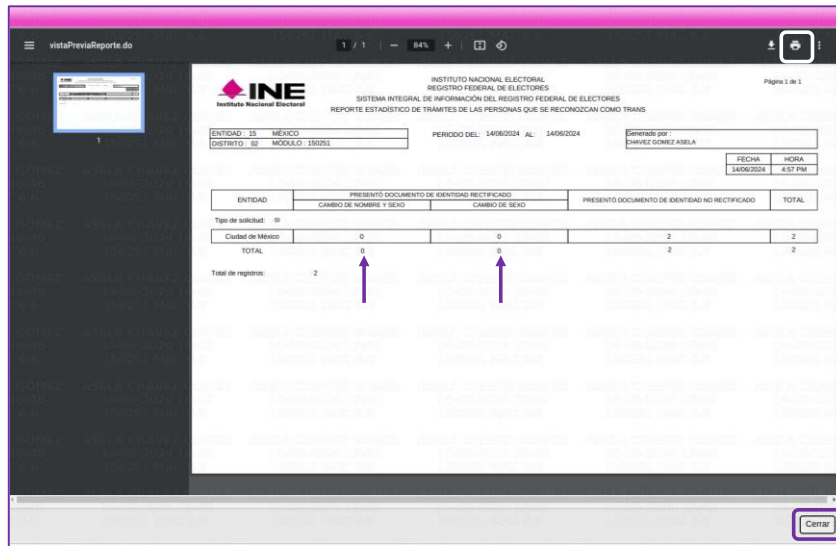 vistaPreviaReporte.do
1 / 1 | − 84% +
1
INE
Instituto Nacional Electoral
INSTITUTO NACIONAL ELECTORAL
REGISTRO FEDERAL DE ELECTORES
SISTEMA INTEGRAL DE INFORMACIÓN DEL REGISTRO FEDERAL DE ELECTORES
REPORTE ESTADÍSTICO DE TRÁMITES DE LAS PERSONAS QUE SE RECONOZCAN COMO TRANS
Página 1 de 1
ENTIDAD : 15 MÉXICO
DISTRITO : 02 MÓDULO : 150251
PERIODO DEL: 14/06/2024 AL: 14/06/2024
Generado por :
CHAVEZ GOMEZ ASELA
FECHA HORA
14/06/2024 4:57 PM
ENTIDAD PRESENTÓ DOCUMENTO DE IDENTIDAD RECTIFICADO PRESENTÓ DOCUMENTO DE IDENTIDAD NO RECTIFICADO TOTAL
CAMBIO DE NOMBRE Y SEXO CAMBIO DE SEXO
Tipo de solicitud: SI
Ciudad de México 0 0 2 2
TOTAL 0 0 2 2
Total de registros: 2
Cerrar